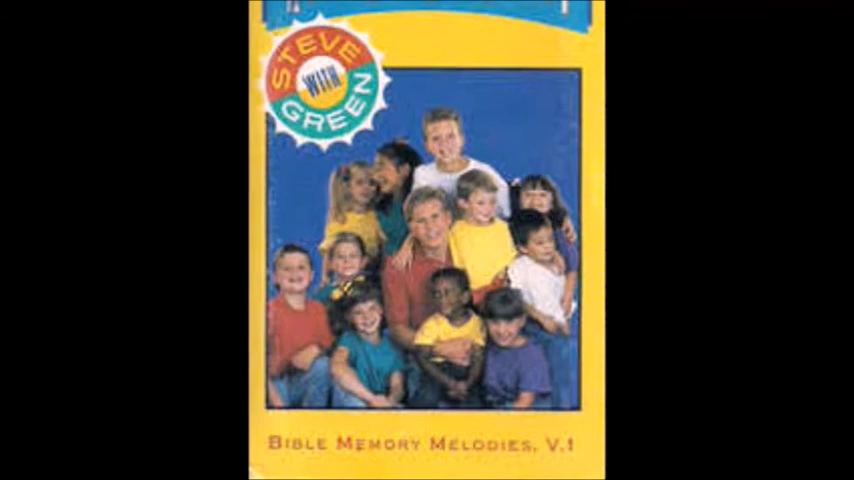 STEVE
WITH
GREEN
BIBLE MEMORY MELODIES, V.1